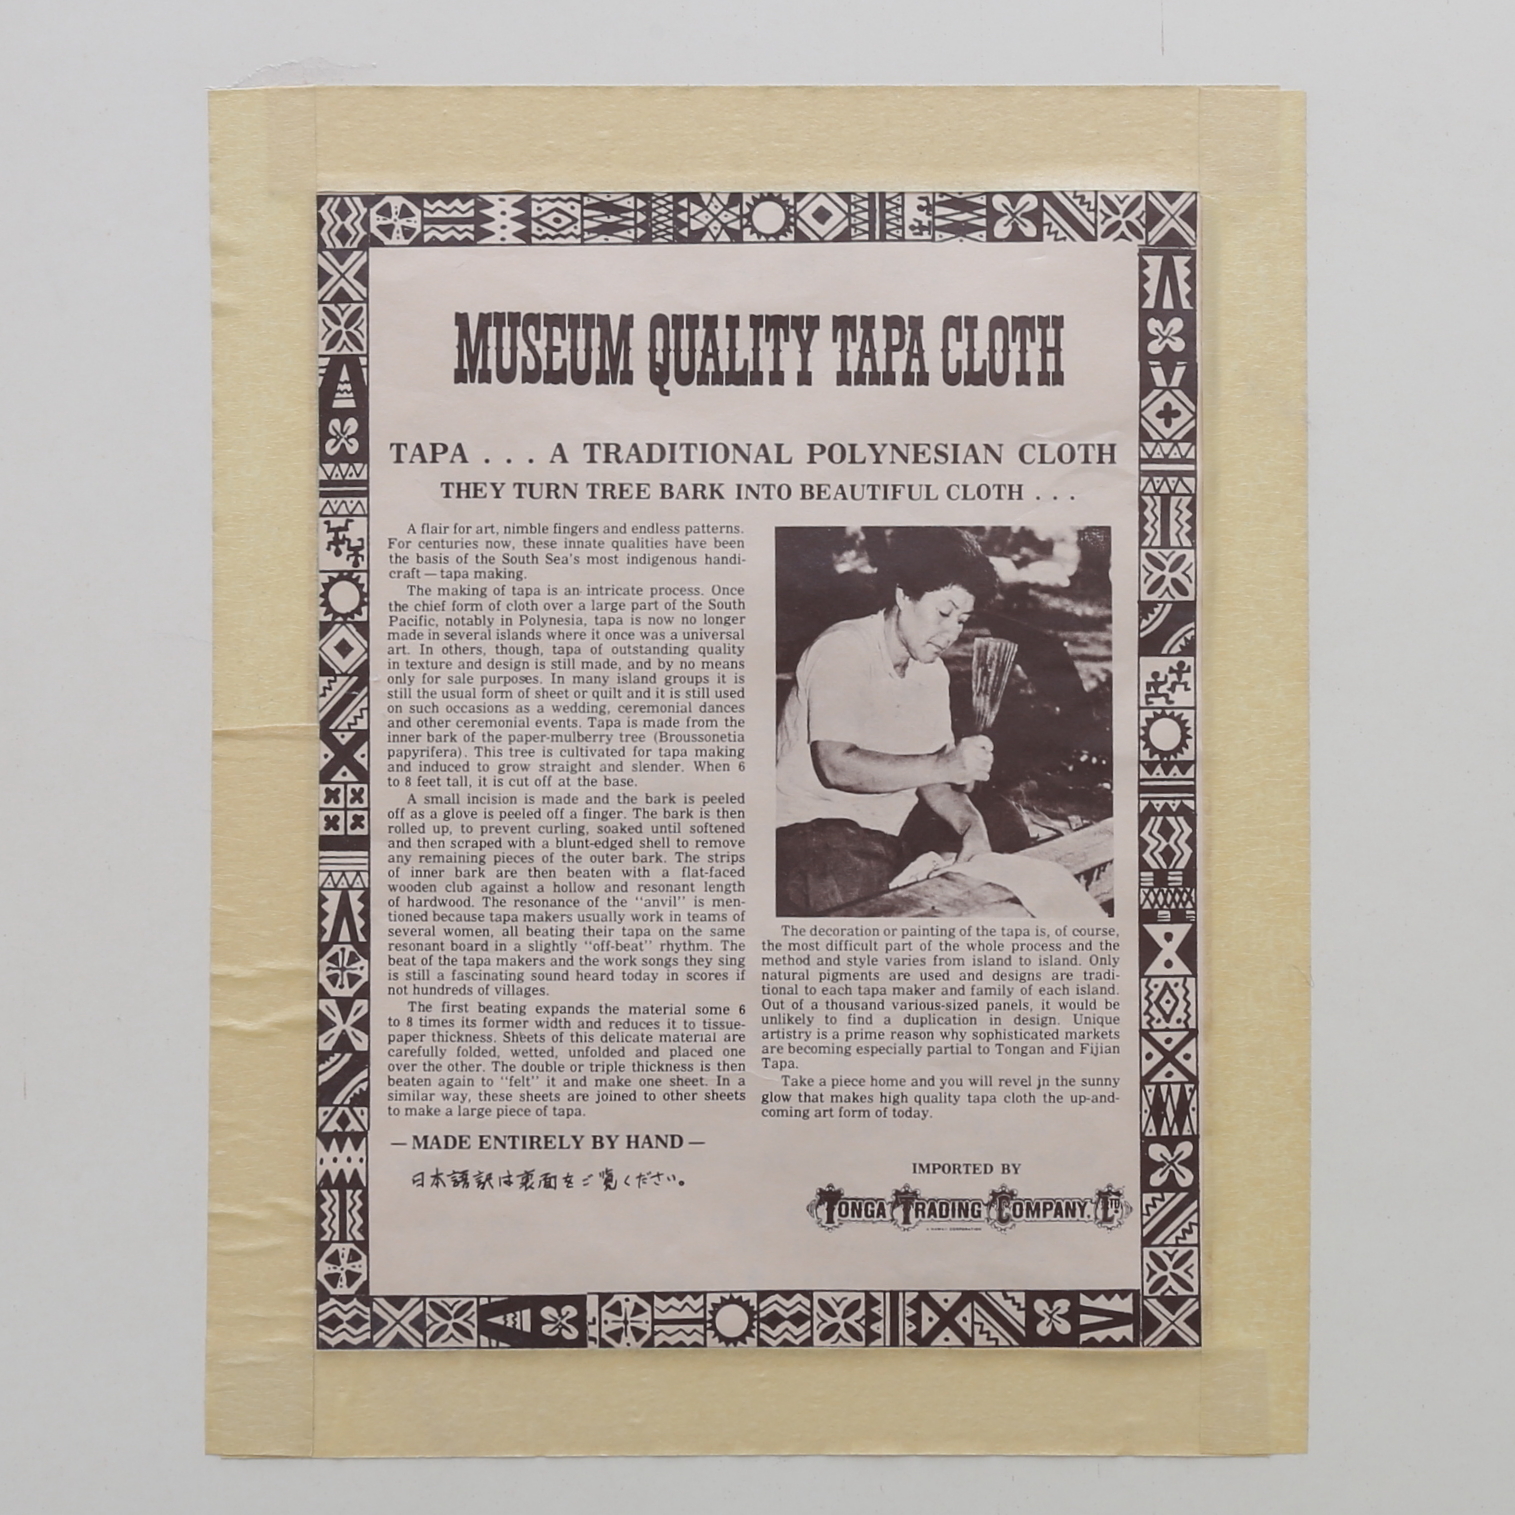 MUSEUM QUALITY TAPA CLOTH
TAPA . . . A TRADITIONAL POLYNESIAN CLOTH
THEY TURN TREE BARK INTO BEAUTIFUL CLOTH . . .
A flair for art, nimble fingers and endless patterns.
For centuries now, these innate qualities have been
the basis of the South Sea's most indigenous handi-
craft — tapa making.
The making of tapa is an intricate process. Once
the chief form of cloth over a large part of the South
Pacific, notably in Polynesia, tapa is now no longer
made in several islands where it once was a universal
art. In others, though, tapa of outstanding quality
in texture and design is still made, and by no means
only for sale purposes. In many island groups it is
still the usual form of sheet or quilt and it is still used
on such occasions as a wedding, ceremonial dances
and other ceremonial events. Tapa is made from the
inner bark of the paper-mulberry tree (Broussonetia
papyrifera). This tree is cultivated for tapa making
and induced to grow straight and slender. When 6
to 8 feet tall, it is cut off at the base.
A small incision is made and the bark is peeled
off as a glove is peeled off a finger. The bark is then
rolled up, to prevent curling, soaked until softened
and then scraped with a blunt-edged shell to remove
any remaining pieces of the outer bark. The strips
of inner bark are then beaten with a flat-faced
wooden club against a hollow and resonant length
of hardwood. The resonance of the "anvil" is men-
tioned because tapa makers usually work in teams of
several women, all beating their tapa on the same
resonant board in a slightly "off-beat" rhythm. The
beat of the tapa makers and the work songs they sing
is still a fascinating sound heard today in scores if
not hundreds of villages.
The first beating expands the material some 6
to 8 times its former width and reduces it to tissue-
paper thickness. Sheets of this delicate material are
carefully folded, wetted, unfolded and placed one
over the other. The double or triple thickness is then
beaten again to "felt" it and make one sheet. In a
similar way, these sheets are joined to other sheets
to make a large piece of tapa.
— MADE ENTIRELY BY HAND —
日本語訳は裏面をご覧ください。
The decoration or painting of the tapa is, of course,
the most difficult part of the whole process and the
method and style varies from island to island. Only
natural pigments are used and designs are tradi-
tional to each tapa maker and family of each island.
Out of a thousand various-sized panels, it would be
unlikely to find a duplication in design. Unique
artistry is a prime reason why sophisticated markets
are becoming especially partial to Tongan and Fijian
Tapa.
Take a piece home and you will revel in the sunny
glow that makes high quality tapa cloth the up-and-
coming art form of today.
IMPORTED BY
TONGA TRADING COMPANY, LTD.